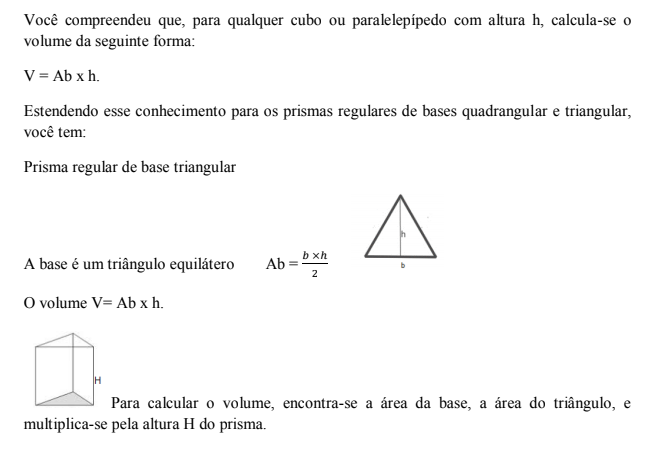 Você compreendeu que, para qualquer cubo ou paralelepípedo com altura h, calcula-se o
volume da seguinte forma:
V = Ab x h.
Estendendo esse conhecimento para os prismas regulares de bases quadrangular e triangular,
você tem:
Prisma regular de base triangular
h
A base é um triângulo equilátero Ab = b ×h / 2
b
O volume V= Ab x h.
H
Para calcular o volume, encontra-se a área da base, a área do triângulo, e
multiplica-se pela altura H do prisma.